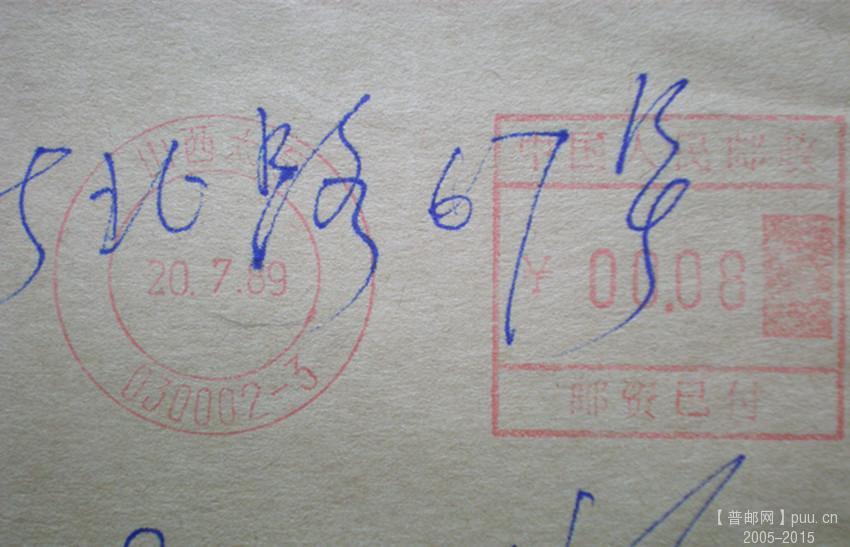 北路67号
山西太
20.7.89
030002-3
中国人民邮政
¥ 00.08
邮资已付
【普邮网】puu.cn
2005-2015